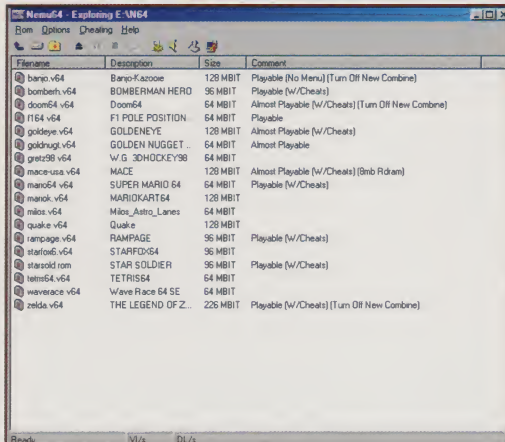 Nemu64 - Exploring E:\N64
Rom Options Cheating Help
Filename Description Size Comment
banjo.v64 Banjo-Kazooie 128 MBIT Playable (No Menu) (Turn Off New Combine)
bomberh.v64 BOMBERMAN HERO 96 MBIT Playable (W/Cheats)
doom64.v64 Doom64 64 MBIT Almost Playable (W/Cheats) (Turn Off New Combine)
f164.v64 F1 POLE POSITION 64 MBIT Playable
goldeye.v64 GOLDENEYE 128 MBIT Almost Playable (W/Cheats)
goldnugt.v64 GOLDEN NUGGET ... 64 MBIT Almost Playable
gretz98.v64 W.G. 3DHOCKEY98 64 MBIT
mace-usa.v64 MACE 128 MBIT Almost Playable (W/Cheats) (8mb Rdram)
mario64.v64 SUPER MARIO 64 64 MBIT Playable (W/Cheats)
mariok.v64 MARIOKART64 128 MBIT
milos.v64 Milos_Astro_Lanes 64 MBIT
quake.v64 Quake 128 MBIT
rampage.v64 RAMPAGE 96 MBIT Playable (W/Cheats)
starfox6.v64 STARFOX64 96 MBIT
starsold.rom STAR SOLDIER 96 MBIT Playable (W/Cheats)
tetris64.v64 TETRIS64 64 MBIT
waverace.v64 Wave Race 64 SE 64 MBIT
zelda.v64 THE LEGEND OF Z... 226 MBIT Playable (W/Cheats) (Turn Off New Combine)
Ready VI/s DL/s